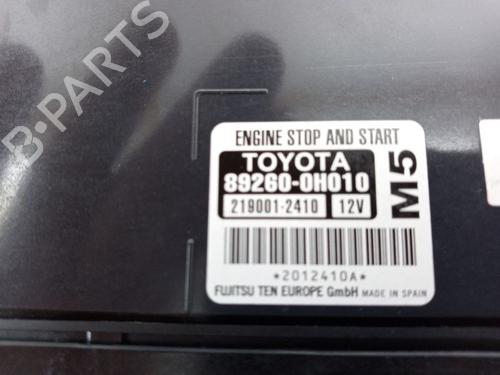 B-PARTS
ENGINE STOP AND START
TOYOTA
89260-0H010
219001-2410 12V
M5
*2012410A*
FUJITSU TEN EUROPE GmbH MADE IN SPAIN